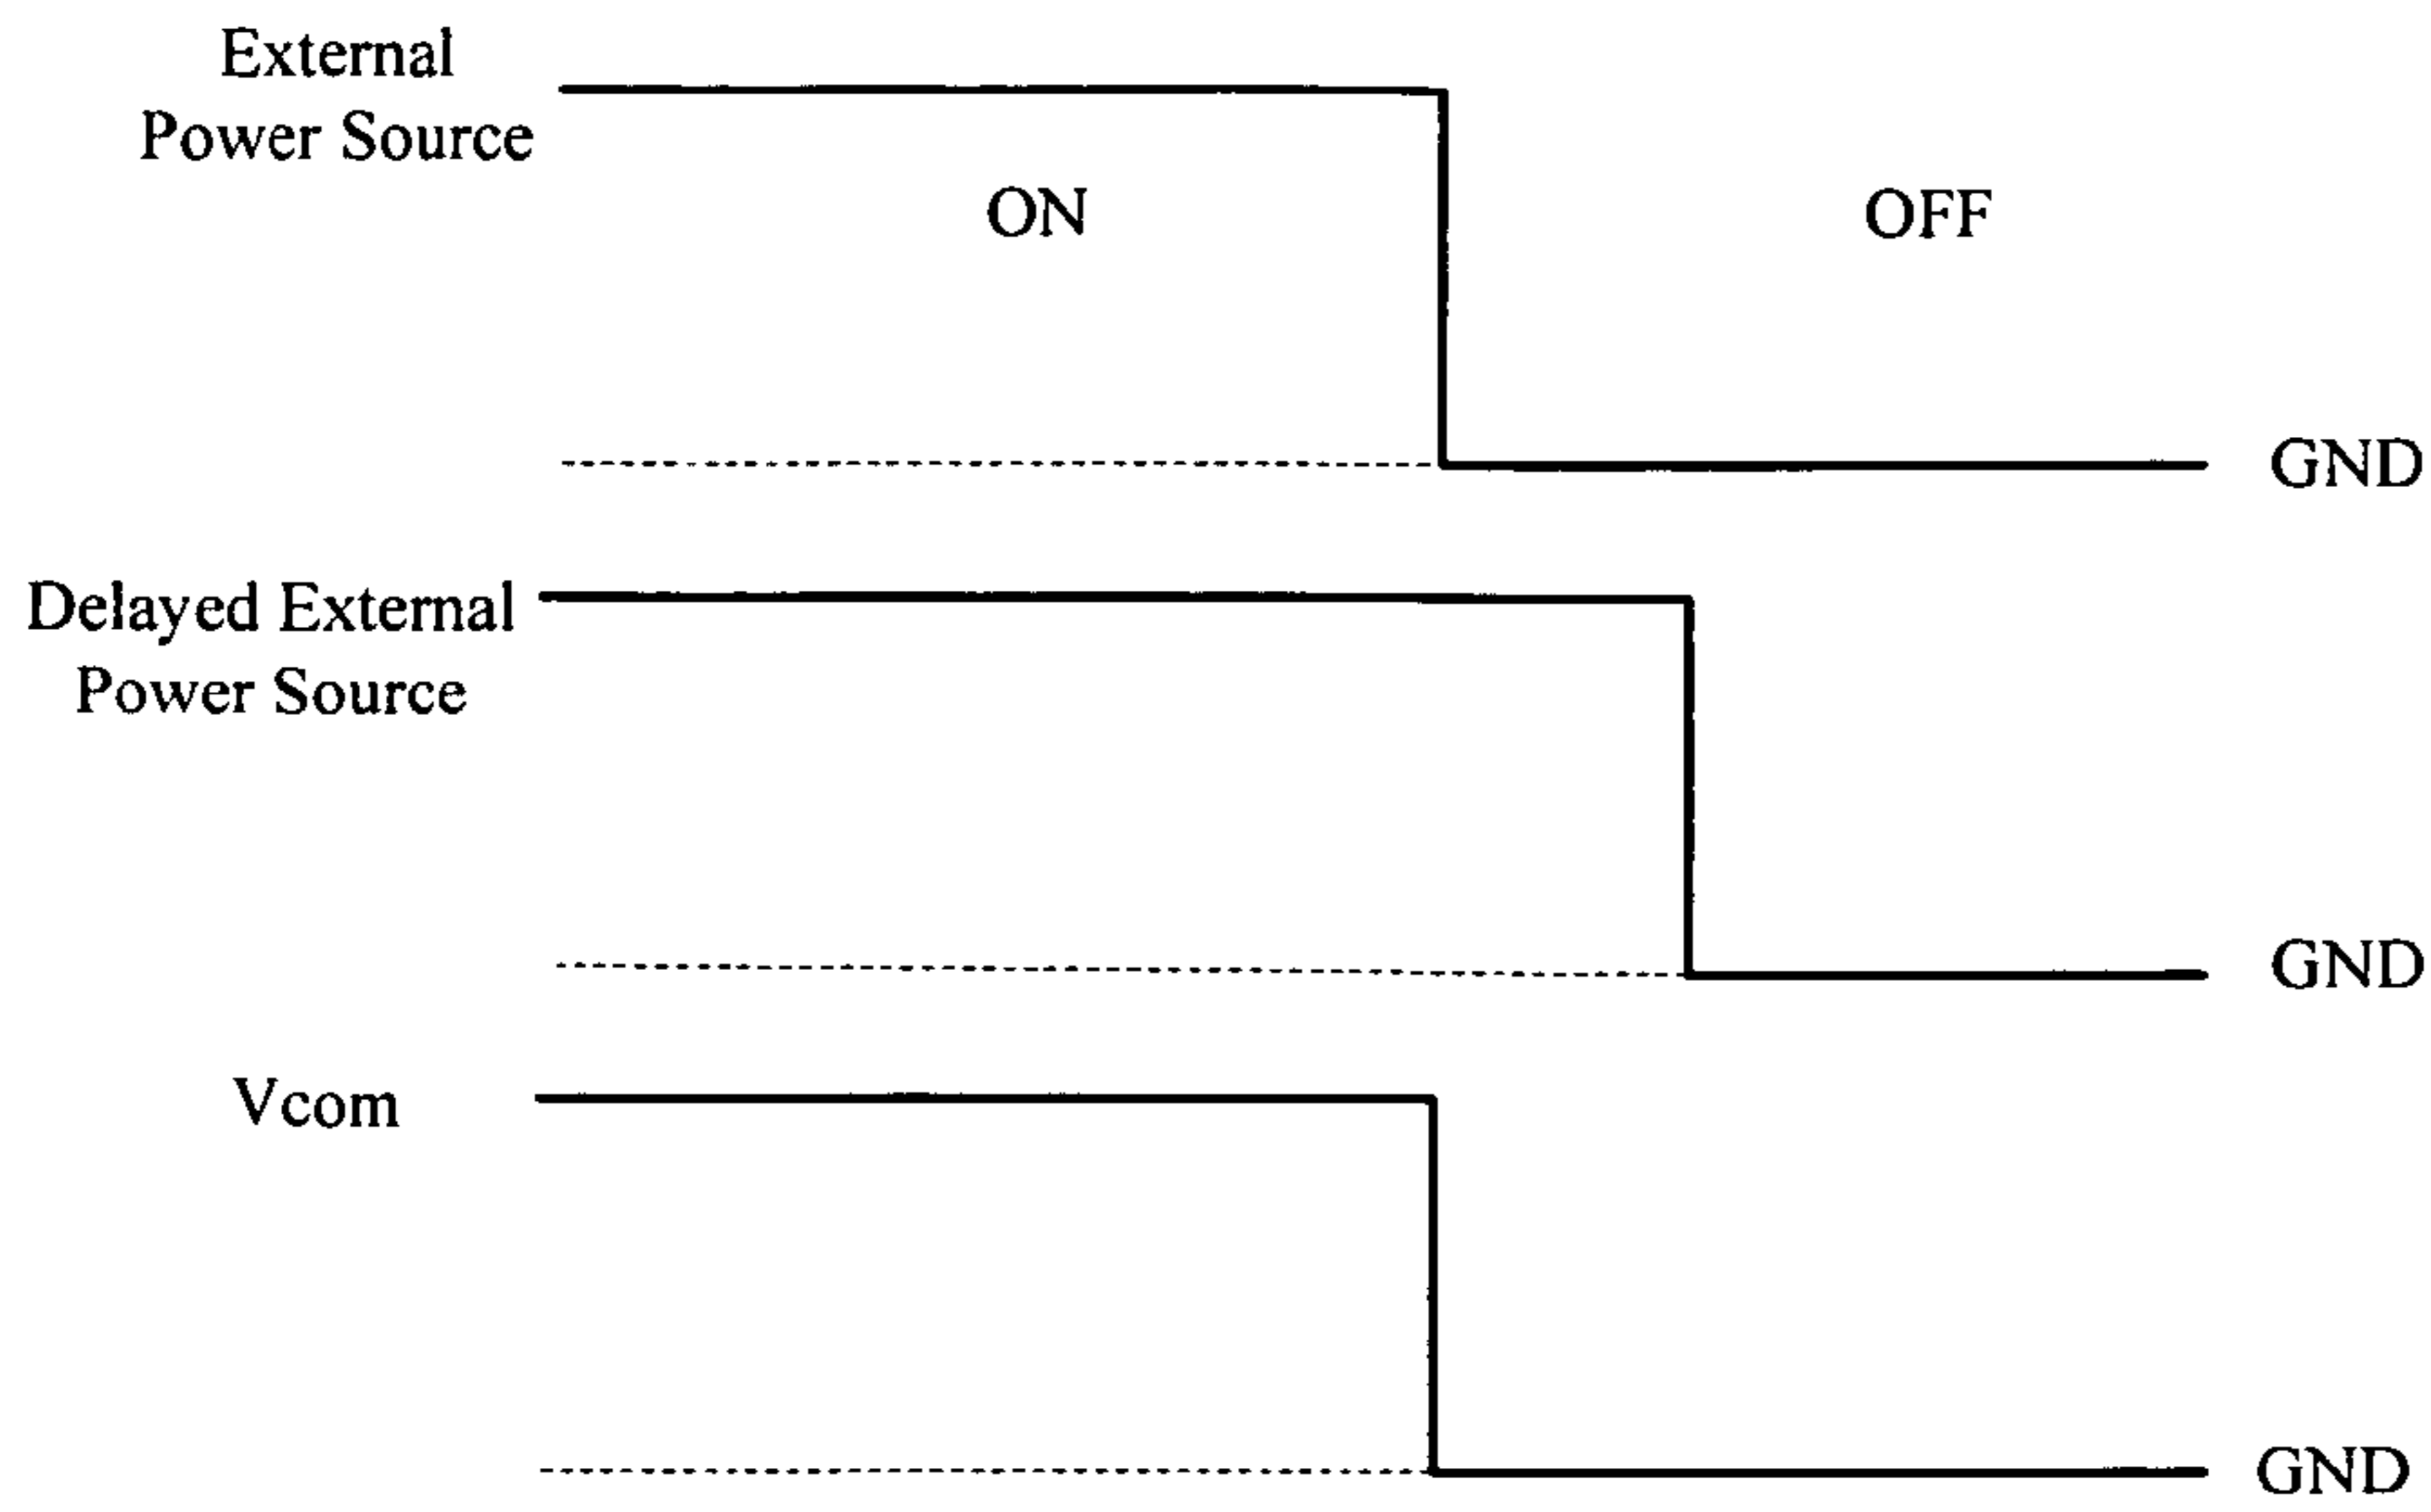 External
Power Source
ON
OFF
GND
Delayed External
Power Source
GND
Vcom
GND